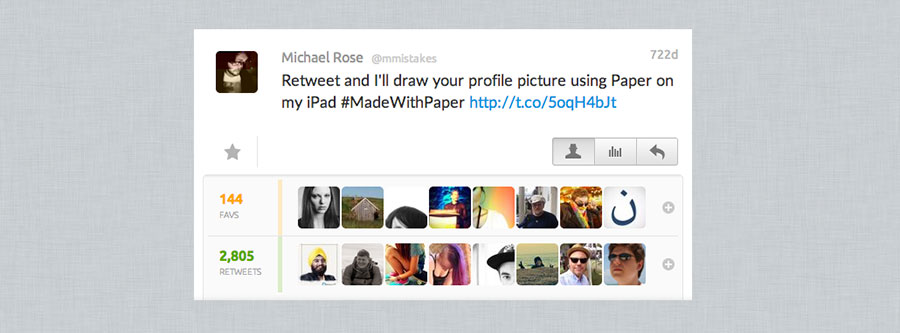 Michael Rose @mmistakes 722d
Retweet and I'll draw your profile picture using Paper on
my iPad #MadeWithPaper http://t.co/5oqH4bJt
144
FAVS
ن
2,805
RETWEETS